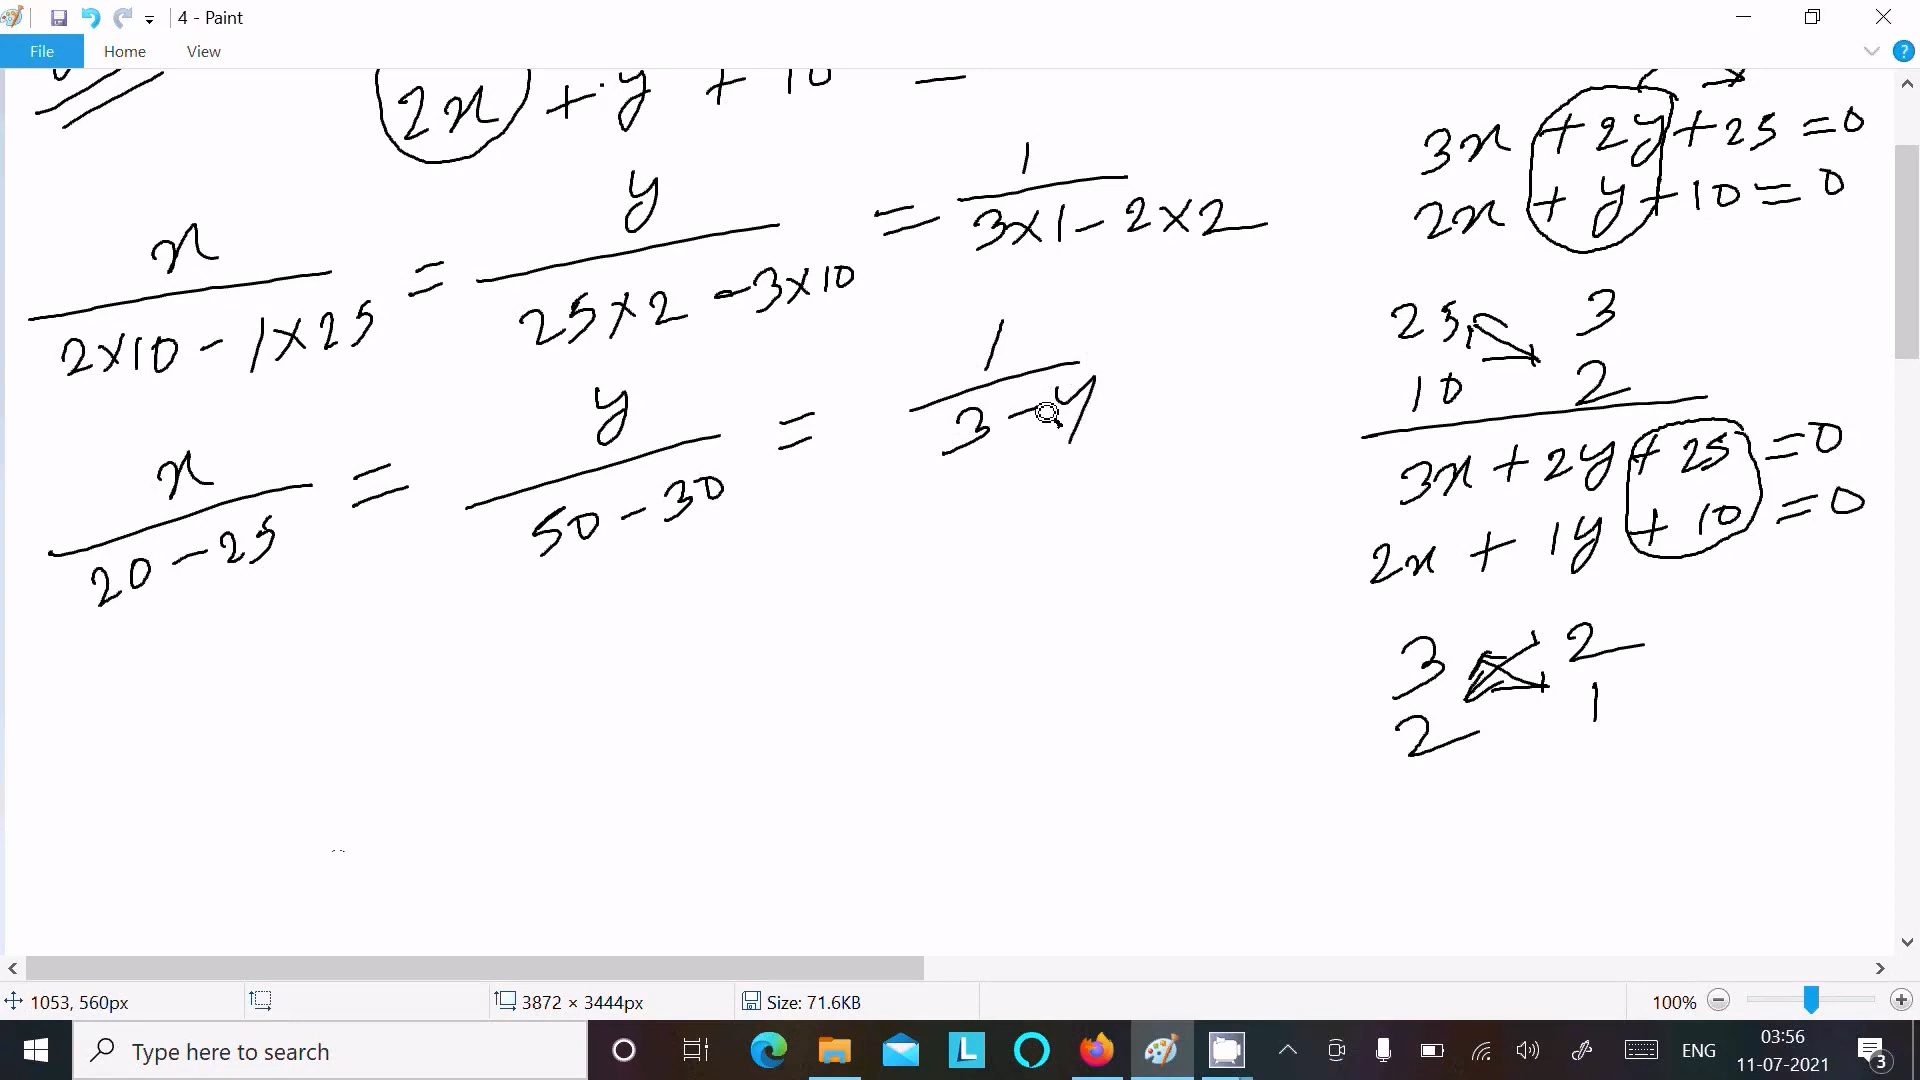 4 - Paint
File Home View
2x + y + 10
x / 2×10 - 1×25 = y / 25×2 - 3×10 = 1 / 3×1 - 2×2
x / 20 - 25 = y / 50 - 30 = 1 / 3 - 4
3x + 2y + 25 = 0
2x + y + 10 = 0
25 3
10 2
3x + 2y + 25 = 0
2x + 1y + 10 = 0
3 2
2 1
1053, 560px 3872 × 3444px Size: 71.6KB 100%
Type here to search L ENG 03:56
11-07-2021 3